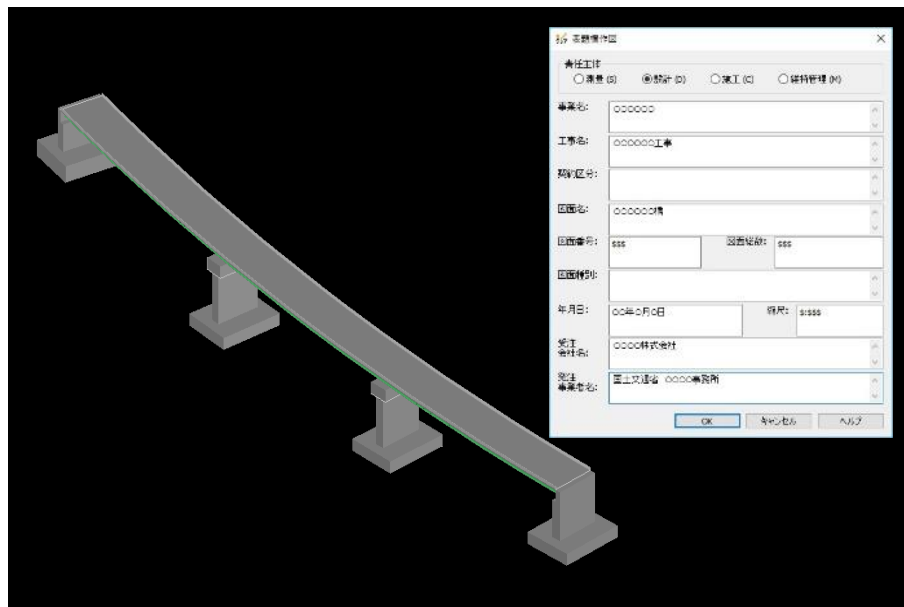 表題欄作図
責任主体
測量 (S) 設計 (D) 施工 (C) 維持管理 (M)
事業名: ○○○○○○
工事名: ○○○○○○工事
契約区分:
図面名: ○○○○○○橋
図面番号: sss 図面総数: sss
図面種別:
年月日: ○○年○月○日 縮尺: s:sss
受注
会社名: ○○○○株式会社
発注
事業者名: 国土交通省 ○○○○事務所
OK キャンセル ヘルプ